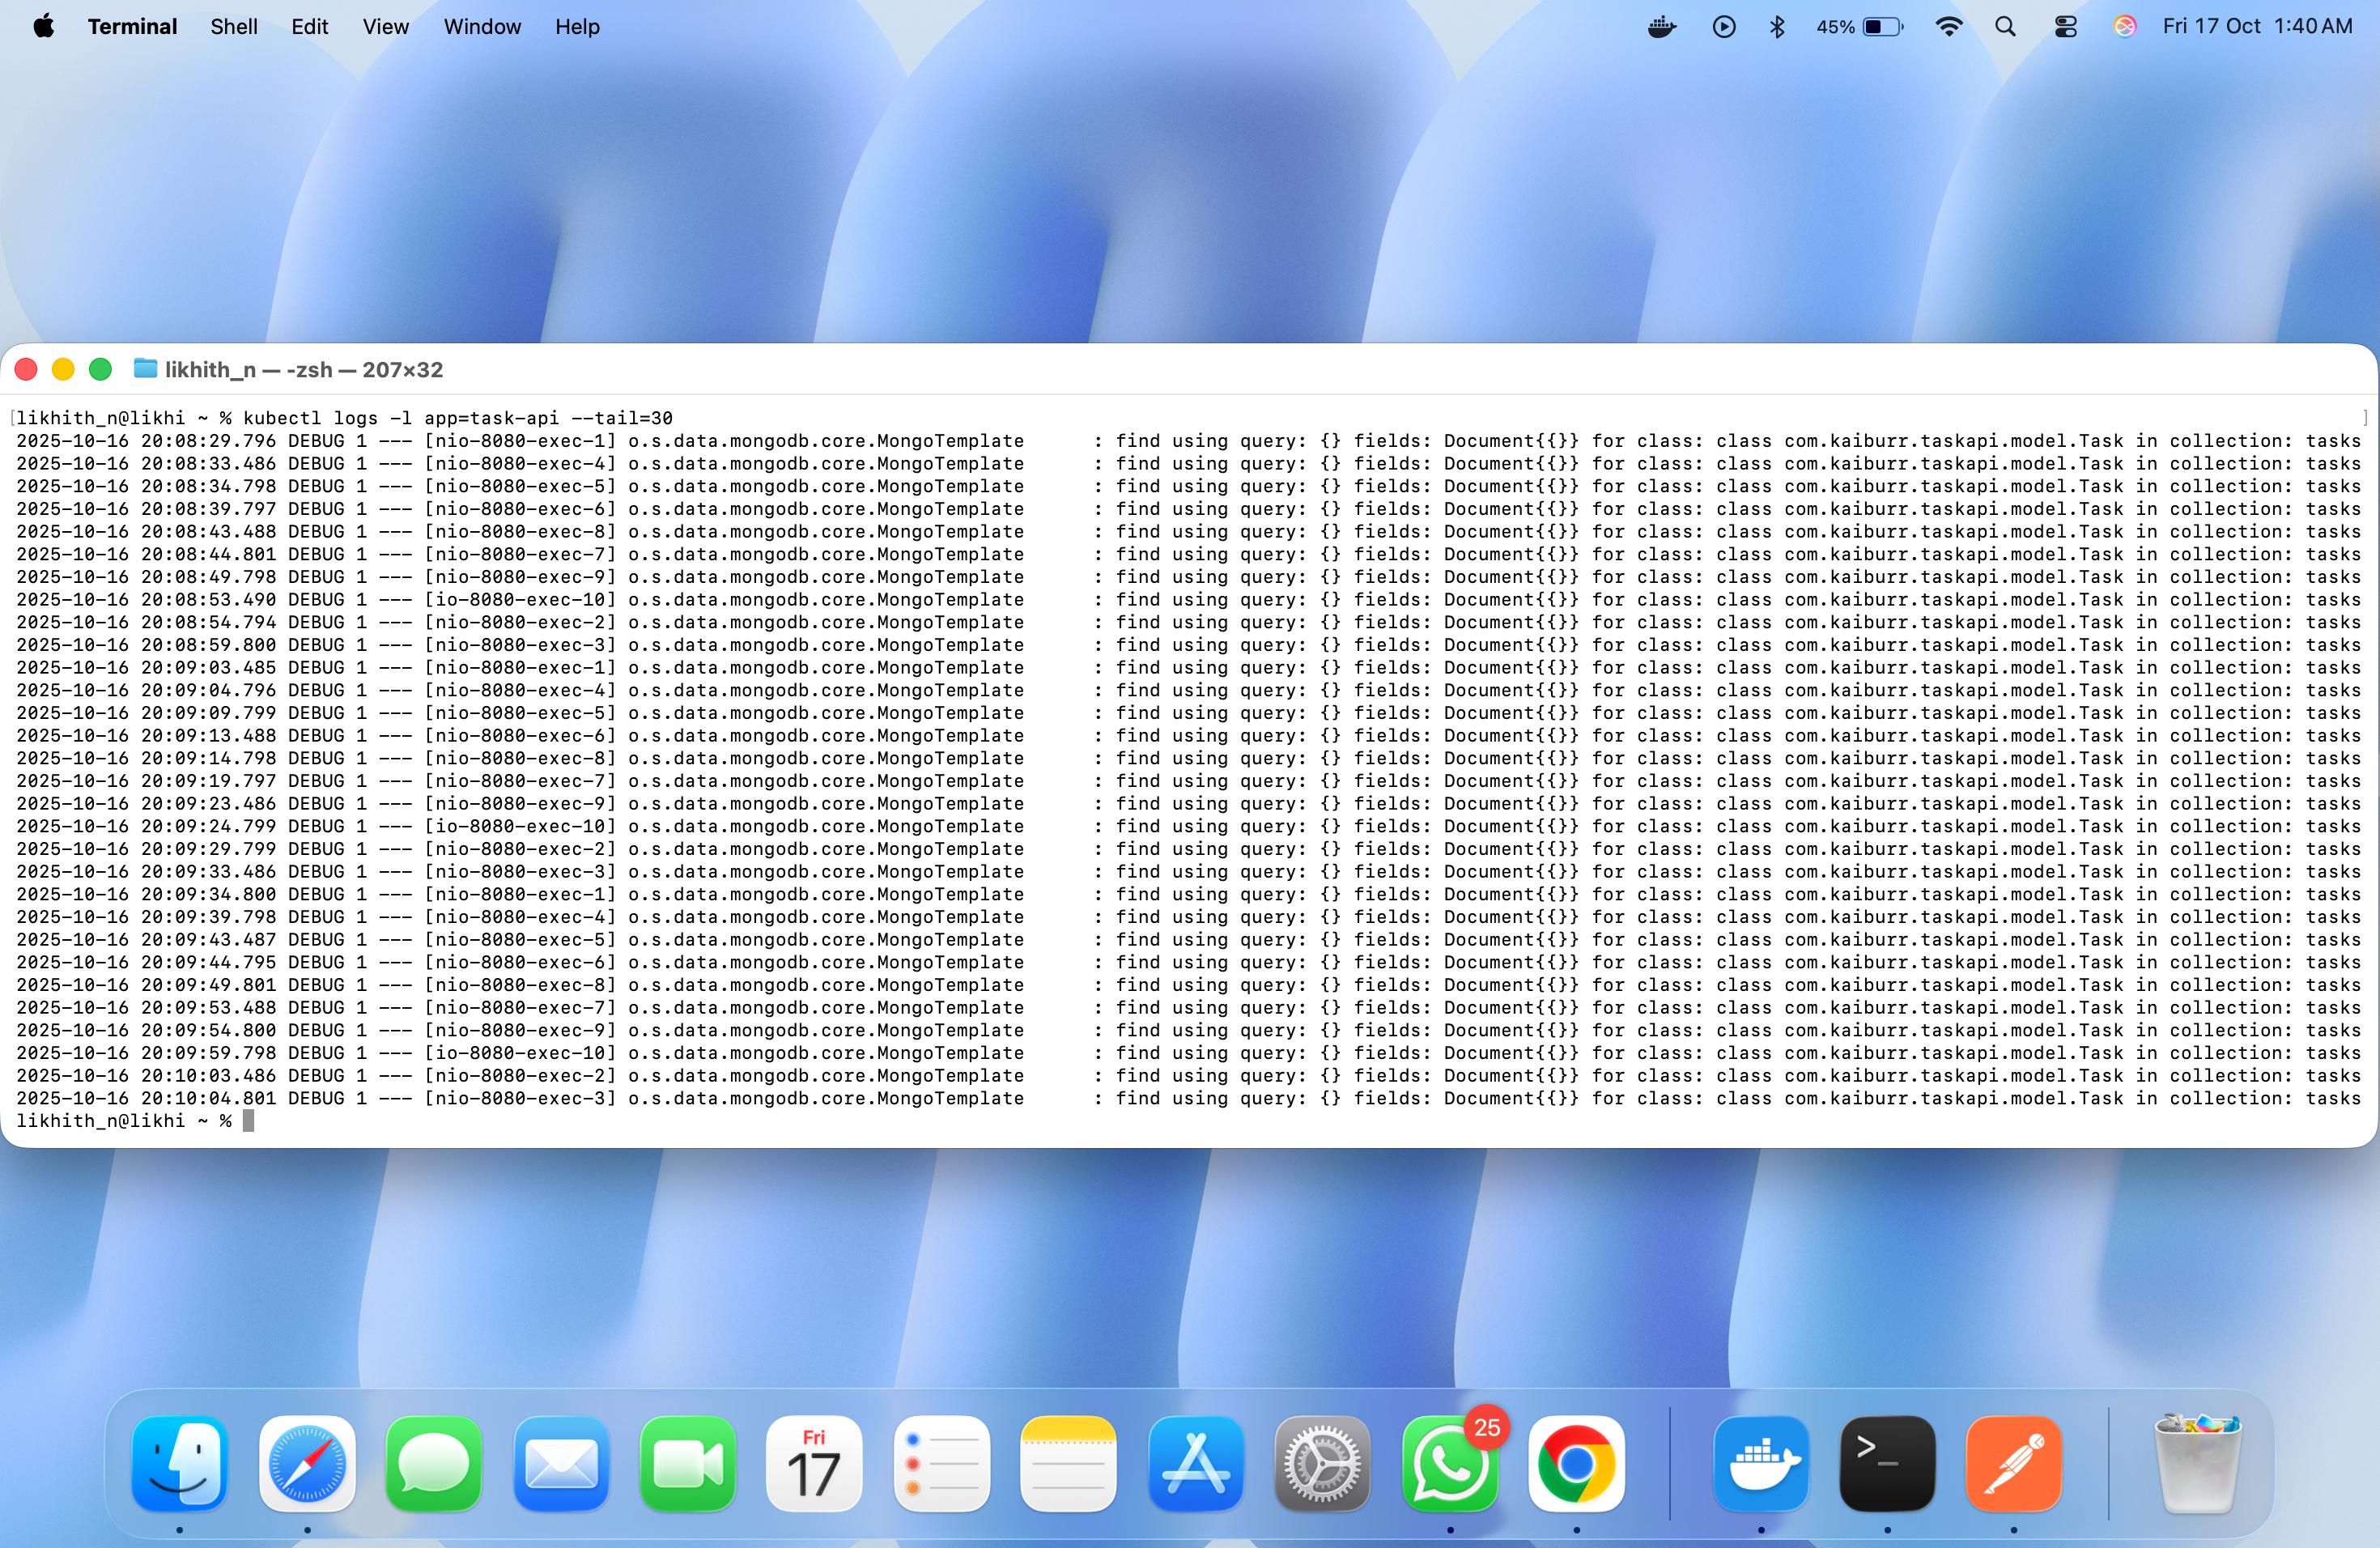 Terminal Shell Edit View Window Help 45% Fri 17 Oct 1:40 AM
likhith_n — -zsh — 207×32
[likhith_n@likhi ~ % kubectl logs -l app=task-api --tail=30 ]
2025-10-16 20:08:29.796 DEBUG 1 --- [nio-8080-exec-1] o.s.data.mongodb.core.MongoTemplate      : find using query: {} fields: Document{{}} for class: class com.kaiburr.taskapi.model.Task in collection: tasks
2025-10-16 20:08:33.486 DEBUG 1 --- [nio-8080-exec-4] o.s.data.mongodb.core.MongoTemplate      : find using query: {} fields: Document{{}} for class: class com.kaiburr.taskapi.model.Task in collection: tasks
2025-10-16 20:08:34.798 DEBUG 1 --- [nio-8080-exec-5] o.s.data.mongodb.core.MongoTemplate      : find using query: {} fields: Document{{}} for class: class com.kaiburr.taskapi.model.Task in collection: tasks
2025-10-16 20:08:39.797 DEBUG 1 --- [nio-8080-exec-6] o.s.data.mongodb.core.MongoTemplate      : find using query: {} fields: Document{{}} for class: class com.kaiburr.taskapi.model.Task in collection: tasks
2025-10-16 20:08:43.488 DEBUG 1 --- [nio-8080-exec-8] o.s.data.mongodb.core.MongoTemplate      : find using query: {} fields: Document{{}} for class: class com.kaiburr.taskapi.model.Task in collection: tasks
2025-10-16 20:08:44.801 DEBUG 1 --- [nio-8080-exec-7] o.s.data.mongodb.core.MongoTemplate      : find using query: {} fields: Document{{}} for class: class com.kaiburr.taskapi.model.Task in collection: tasks
2025-10-16 20:08:49.798 DEBUG 1 --- [nio-8080-exec-9] o.s.data.mongodb.core.MongoTemplate      : find using query: {} fields: Document{{}} for class: class com.kaiburr.taskapi.model.Task in collection: tasks
2025-10-16 20:08:53.490 DEBUG 1 --- [io-8080-exec-10] o.s.data.mongodb.core.MongoTemplate      : find using query: {} fields: Document{{}} for class: class com.kaiburr.taskapi.model.Task in collection: tasks
2025-10-16 20:08:54.794 DEBUG 1 --- [nio-8080-exec-2] o.s.data.mongodb.core.MongoTemplate      : find using query: {} fields: Document{{}} for class: class com.kaiburr.taskapi.model.Task in collection: tasks
2025-10-16 20:08:59.800 DEBUG 1 --- [nio-8080-exec-3] o.s.data.mongodb.core.MongoTemplate      : find using query: {} fields: Document{{}} for class: class com.kaiburr.taskapi.model.Task in collection: tasks
2025-10-16 20:09:03.485 DEBUG 1 --- [nio-8080-exec-1] o.s.data.mongodb.core.MongoTemplate      : find using query: {} fields: Document{{}} for class: class com.kaiburr.taskapi.model.Task in collection: tasks
2025-10-16 20:09:04.796 DEBUG 1 --- [nio-8080-exec-4] o.s.data.mongodb.core.MongoTemplate      : find using query: {} fields: Document{{}} for class: class com.kaiburr.taskapi.model.Task in collection: tasks
2025-10-16 20:09:09.799 DEBUG 1 --- [nio-8080-exec-5] o.s.data.mongodb.core.MongoTemplate      : find using query: {} fields: Document{{}} for class: class com.kaiburr.taskapi.model.Task in collection: tasks
2025-10-16 20:09:13.488 DEBUG 1 --- [nio-8080-exec-6] o.s.data.mongodb.core.MongoTemplate      : find using query: {} fields: Document{{}} for class: class com.kaiburr.taskapi.model.Task in collection: tasks
2025-10-16 20:09:14.798 DEBUG 1 --- [nio-8080-exec-8] o.s.data.mongodb.core.MongoTemplate      : find using query: {} fields: Document{{}} for class: class com.kaiburr.taskapi.model.Task in collection: tasks
2025-10-16 20:09:19.797 DEBUG 1 --- [nio-8080-exec-7] o.s.data.mongodb.core.MongoTemplate      : find using query: {} fields: Document{{}} for class: class com.kaiburr.taskapi.model.Task in collection: tasks
2025-10-16 20:09:23.486 DEBUG 1 --- [nio-8080-exec-9] o.s.data.mongodb.core.MongoTemplate      : find using query: {} fields: Document{{}} for class: class com.kaiburr.taskapi.model.Task in collection: tasks
2025-10-16 20:09:24.799 DEBUG 1 --- [io-8080-exec-10] o.s.data.mongodb.core.MongoTemplate      : find using query: {} fields: Document{{}} for class: class com.kaiburr.taskapi.model.Task in collection: tasks
2025-10-16 20:09:29.799 DEBUG 1 --- [nio-8080-exec-2] o.s.data.mongodb.core.MongoTemplate      : find using query: {} fields: Document{{}} for class: class com.kaiburr.taskapi.model.Task in collection: tasks
2025-10-16 20:09:33.486 DEBUG 1 --- [nio-8080-exec-3] o.s.data.mongodb.core.MongoTemplate      : find using query: {} fields: Document{{}} for class: class com.kaiburr.taskapi.model.Task in collection: tasks
2025-10-16 20:09:34.800 DEBUG 1 --- [nio-8080-exec-1] o.s.data.mongodb.core.MongoTemplate      : find using query: {} fields: Document{{}} for class: class com.kaiburr.taskapi.model.Task in collection: tasks
2025-10-16 20:09:39.798 DEBUG 1 --- [nio-8080-exec-4] o.s.data.mongodb.core.MongoTemplate      : find using query: {} fields: Document{{}} for class: class com.kaiburr.taskapi.model.Task in collection: tasks
2025-10-16 20:09:43.487 DEBUG 1 --- [nio-8080-exec-5] o.s.data.mongodb.core.MongoTemplate      : find using query: {} fields: Document{{}} for class: class com.kaiburr.taskapi.model.Task in collection: tasks
2025-10-16 20:09:44.795 DEBUG 1 --- [nio-8080-exec-6] o.s.data.mongodb.core.MongoTemplate      : find using query: {} fields: Document{{}} for class: class com.kaiburr.taskapi.model.Task in collection: tasks
2025-10-16 20:09:49.801 DEBUG 1 --- [nio-8080-exec-8] o.s.data.mongodb.core.MongoTemplate      : find using query: {} fields: Document{{}} for class: class com.kaiburr.taskapi.model.Task in collection: tasks
2025-10-16 20:09:53.488 DEBUG 1 --- [nio-8080-exec-7] o.s.data.mongodb.core.MongoTemplate      : find using query: {} fields: Document{{}} for class: class com.kaiburr.taskapi.model.Task in collection: tasks
2025-10-16 20:09:54.800 DEBUG 1 --- [nio-8080-exec-9] o.s.data.mongodb.core.MongoTemplate      : find using query: {} fields: Document{{}} for class: class com.kaiburr.taskapi.model.Task in collection: tasks
2025-10-16 20:09:59.798 DEBUG 1 --- [io-8080-exec-10] o.s.data.mongodb.core.MongoTemplate      : find using query: {} fields: Document{{}} for class: class com.kaiburr.taskapi.model.Task in collection: tasks
2025-10-16 20:10:03.486 DEBUG 1 --- [nio-8080-exec-2] o.s.data.mongodb.core.MongoTemplate      : find using query: {} fields: Document{{}} for class: class com.kaiburr.taskapi.model.Task in collection: tasks
2025-10-16 20:10:04.801 DEBUG 1 --- [nio-8080-exec-3] o.s.data.mongodb.core.MongoTemplate      : find using query: {} fields: Document{{}} for class: class com.kaiburr.taskapi.model.Task in collection: tasks
likhith_n@likhi ~ %
Fri
17
25
>_